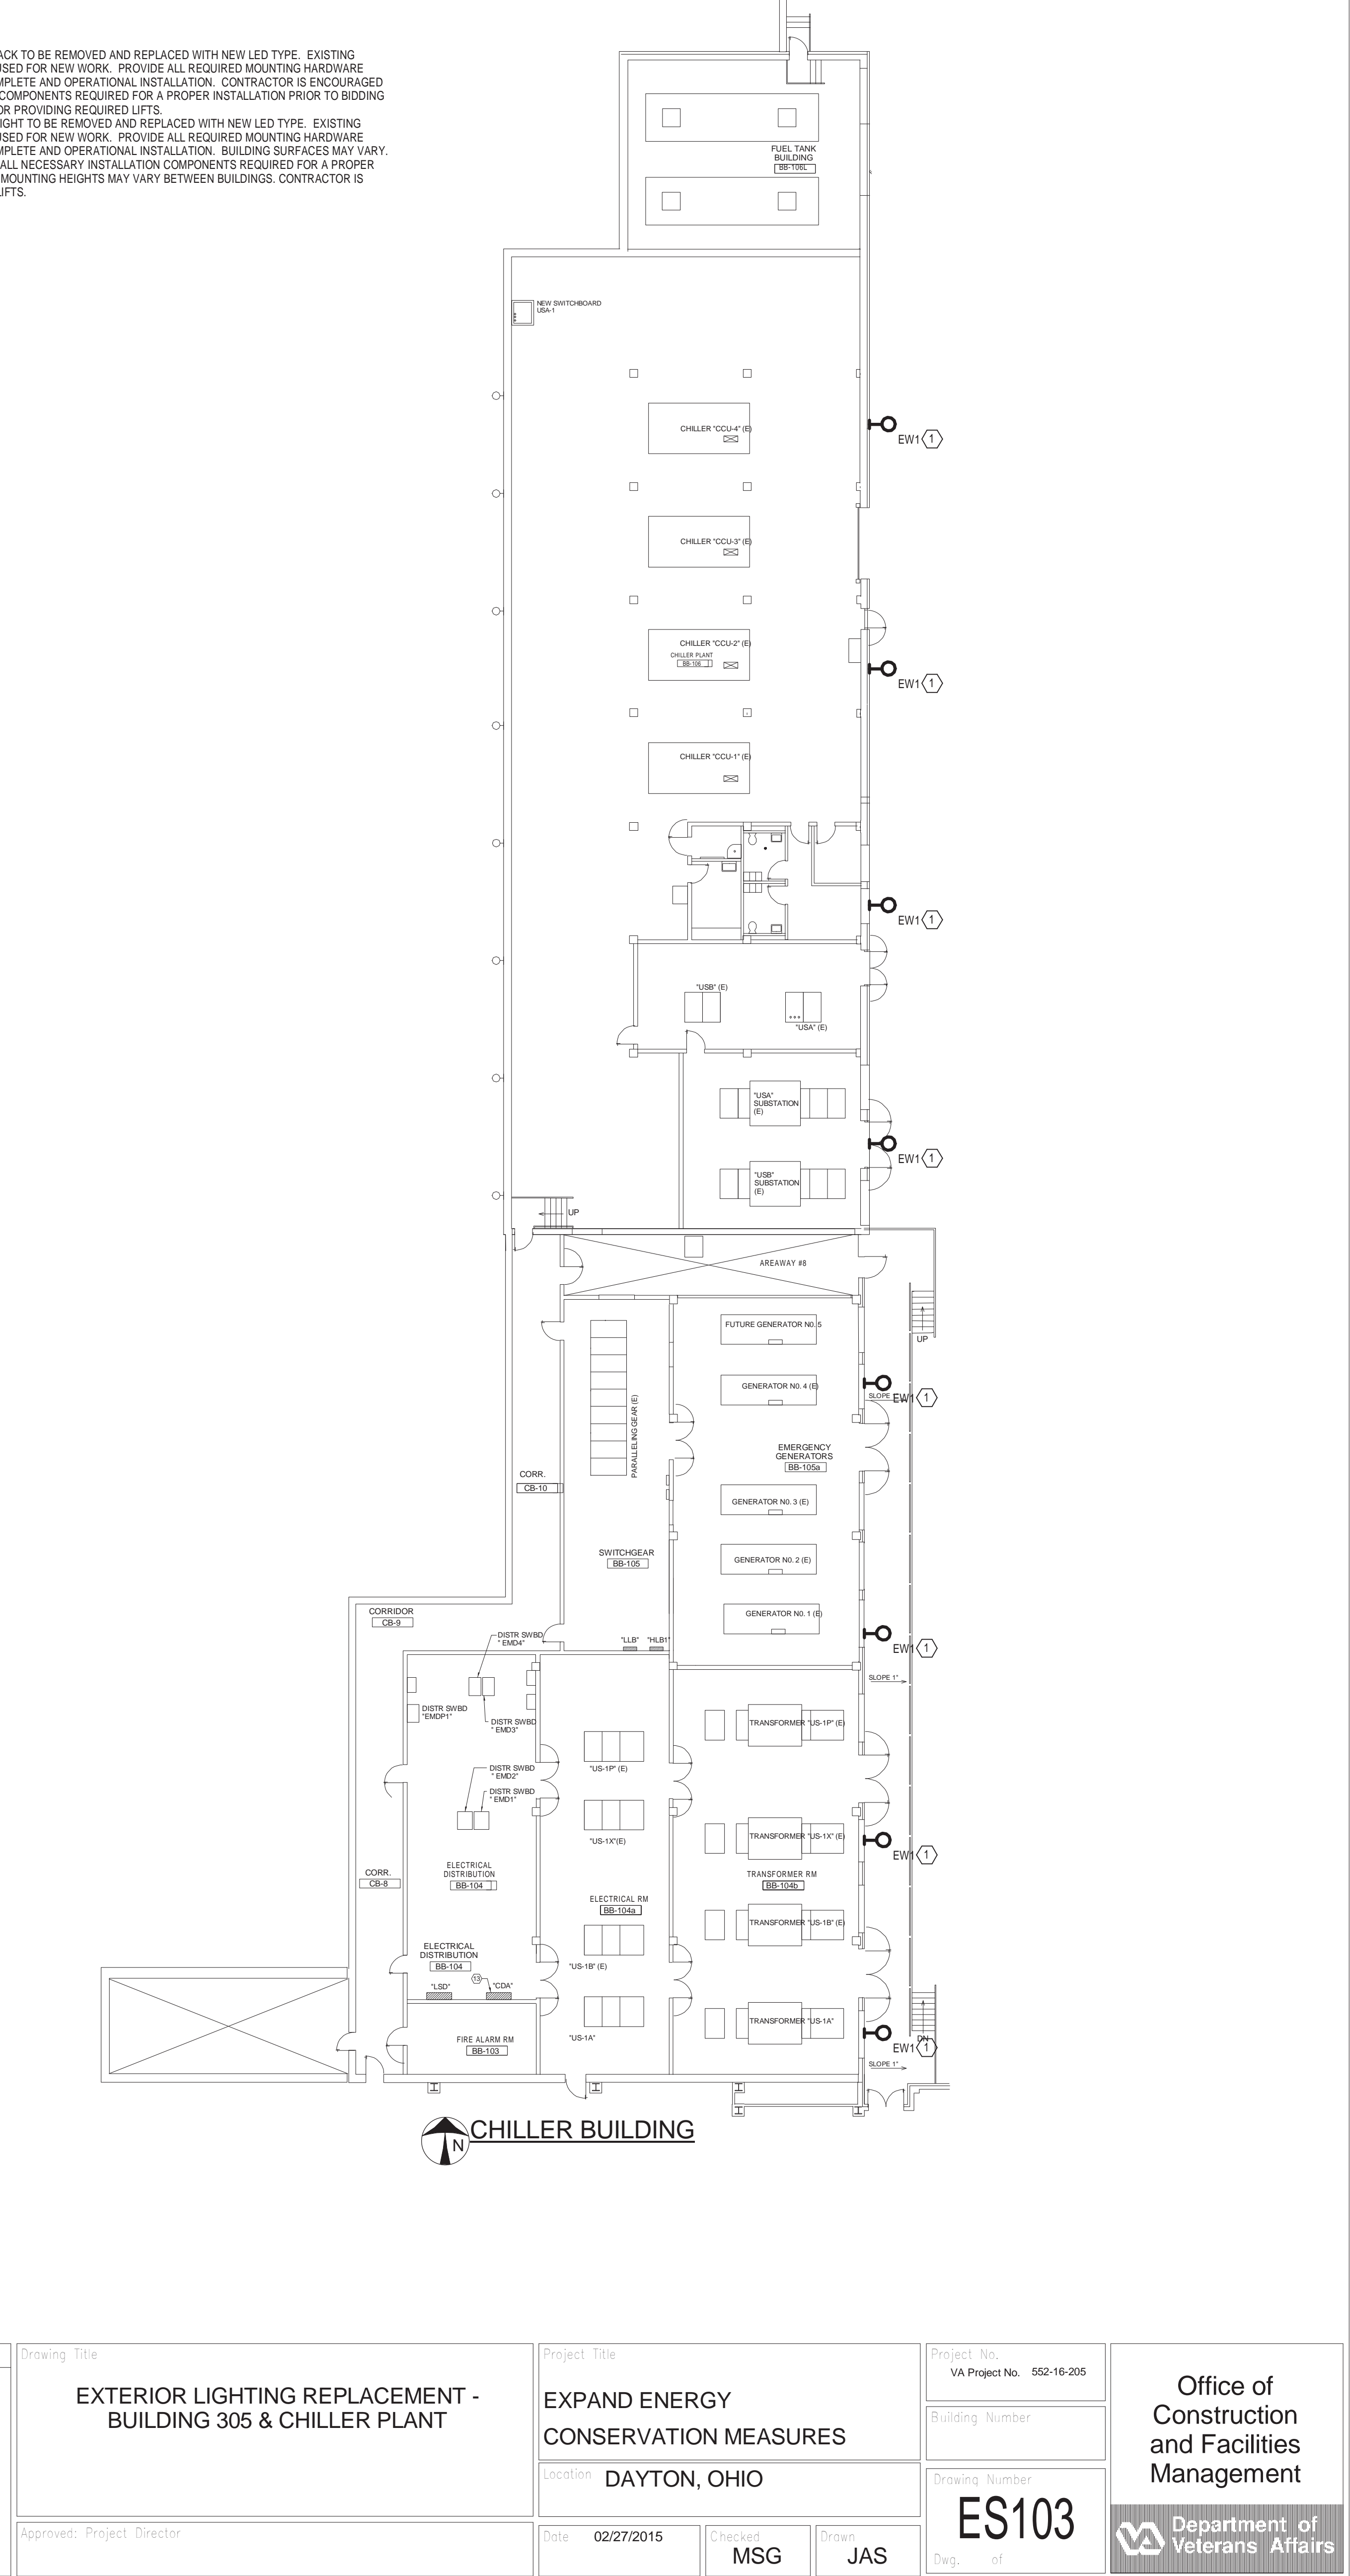 ACK TO BE REMOVED AND REPLACED WITH NEW LED TYPE. EXISTING
USED FOR NEW WORK. PROVIDE ALL REQUIRED MOUNTING HARDWARE
MPLETE AND OPERATIONAL INSTALLATION. CONTRACTOR IS ENCOURAGED
COMPONENTS REQUIRED FOR A PROPER INSTALLATION PRIOR TO BIDDING
OR PROVIDING REQUIRED LIFTS.
IGHT TO BE REMOVED AND REPLACED WITH NEW LED TYPE. EXISTING
USED FOR NEW WORK. PROVIDE ALL REQUIRED MOUNTING HARDWARE
MPLETE AND OPERATIONAL INSTALLATION. BUILDING SURFACES MAY VARY.
ALL NECESSARY INSTALLATION COMPONENTS REQUIRED FOR A PROPER
MOUNTING HEIGHTS MAY VARY BETWEEN BUILDINGS. CONTRACTOR IS
LIFTS.
FUEL TANK
BUILDING
BB-106L
NEW SWITCHBOARD
USA-1
CHILLER "CCU-4" (E)
EW1 1
CHILLER "CCU-3" (E)
CHILLER "CCU-2" (E)
CHILLER PLANT
BB-106
EW1 1
CHILLER "CCU-1" (E)
EW1 1
"USB" (E)
"USA" (E)
"USA"
SUBSTATION
(E)
EW1 1
"USB"
SUBSTATION
(E)
UP
AREAWAY #8
FUTURE GENERATOR N0. 5
UP
GENERATOR N0. 4 (E)
SLOPE
EW1 1
PARALLELING GEAR (E)
EMERGENCY
GENERATORS
BB-105a
CORR.
CB-10
GENERATOR N0. 3 (E)
SWITCHGEAR
BB-105
GENERATOR N0. 2 (E)
CORRIDOR
CB-9
GENERATOR N0. 1 (E)
DISTR SWBD
" EMD4"
"LLB" "HLB1"
EW1 1
SLOPE 1"
DISTR SWBD
"EMDP1"
DISTR SWBD
" EMD3"
TRANSFORMER "US-1P" (E)
DISTR SWBD
" EMD2"
"US-1P" (E)
DISTR SWBD
" EMD1"
"US-1X"(E)
TRANSFORMER "US-1X" (E)
EW1 1
CORR.
CB-8
ELECTRICAL
DISTRIBUTION
BB-104
TRANSFORMER RM
BB-104b
ELECTRICAL RM
BB-104a
TRANSFORMER "US-1B" (E)
ELECTRICAL
DISTRIBUTION
BB-104
"US-1B" (E)
"LSD" 13 "CDA"
TRANSFORMER "US-1A"
FIRE ALARM RM
BB-103
"US-1A"
DN
EW1 1
SLOPE 1"
N
CHILLER BUILDING
Drawing Title
EXTERIOR LIGHTING REPLACEMENT -
BUILDING 305 & CHILLER PLANT
Approved: Project Director
Project Title
EXPAND ENERGY
CONSERVATION MEASURES
Location DAYTON, OHIO
Date 02/27/2015
Checked
MSG
Drawn
JAS
Project No.
VA Project No. 552-16-205
Building Number
Drawing Number
ES103
Dwg. of
Office of
Construction
and Facilities
Management
VA Department of
Veterans Affairs